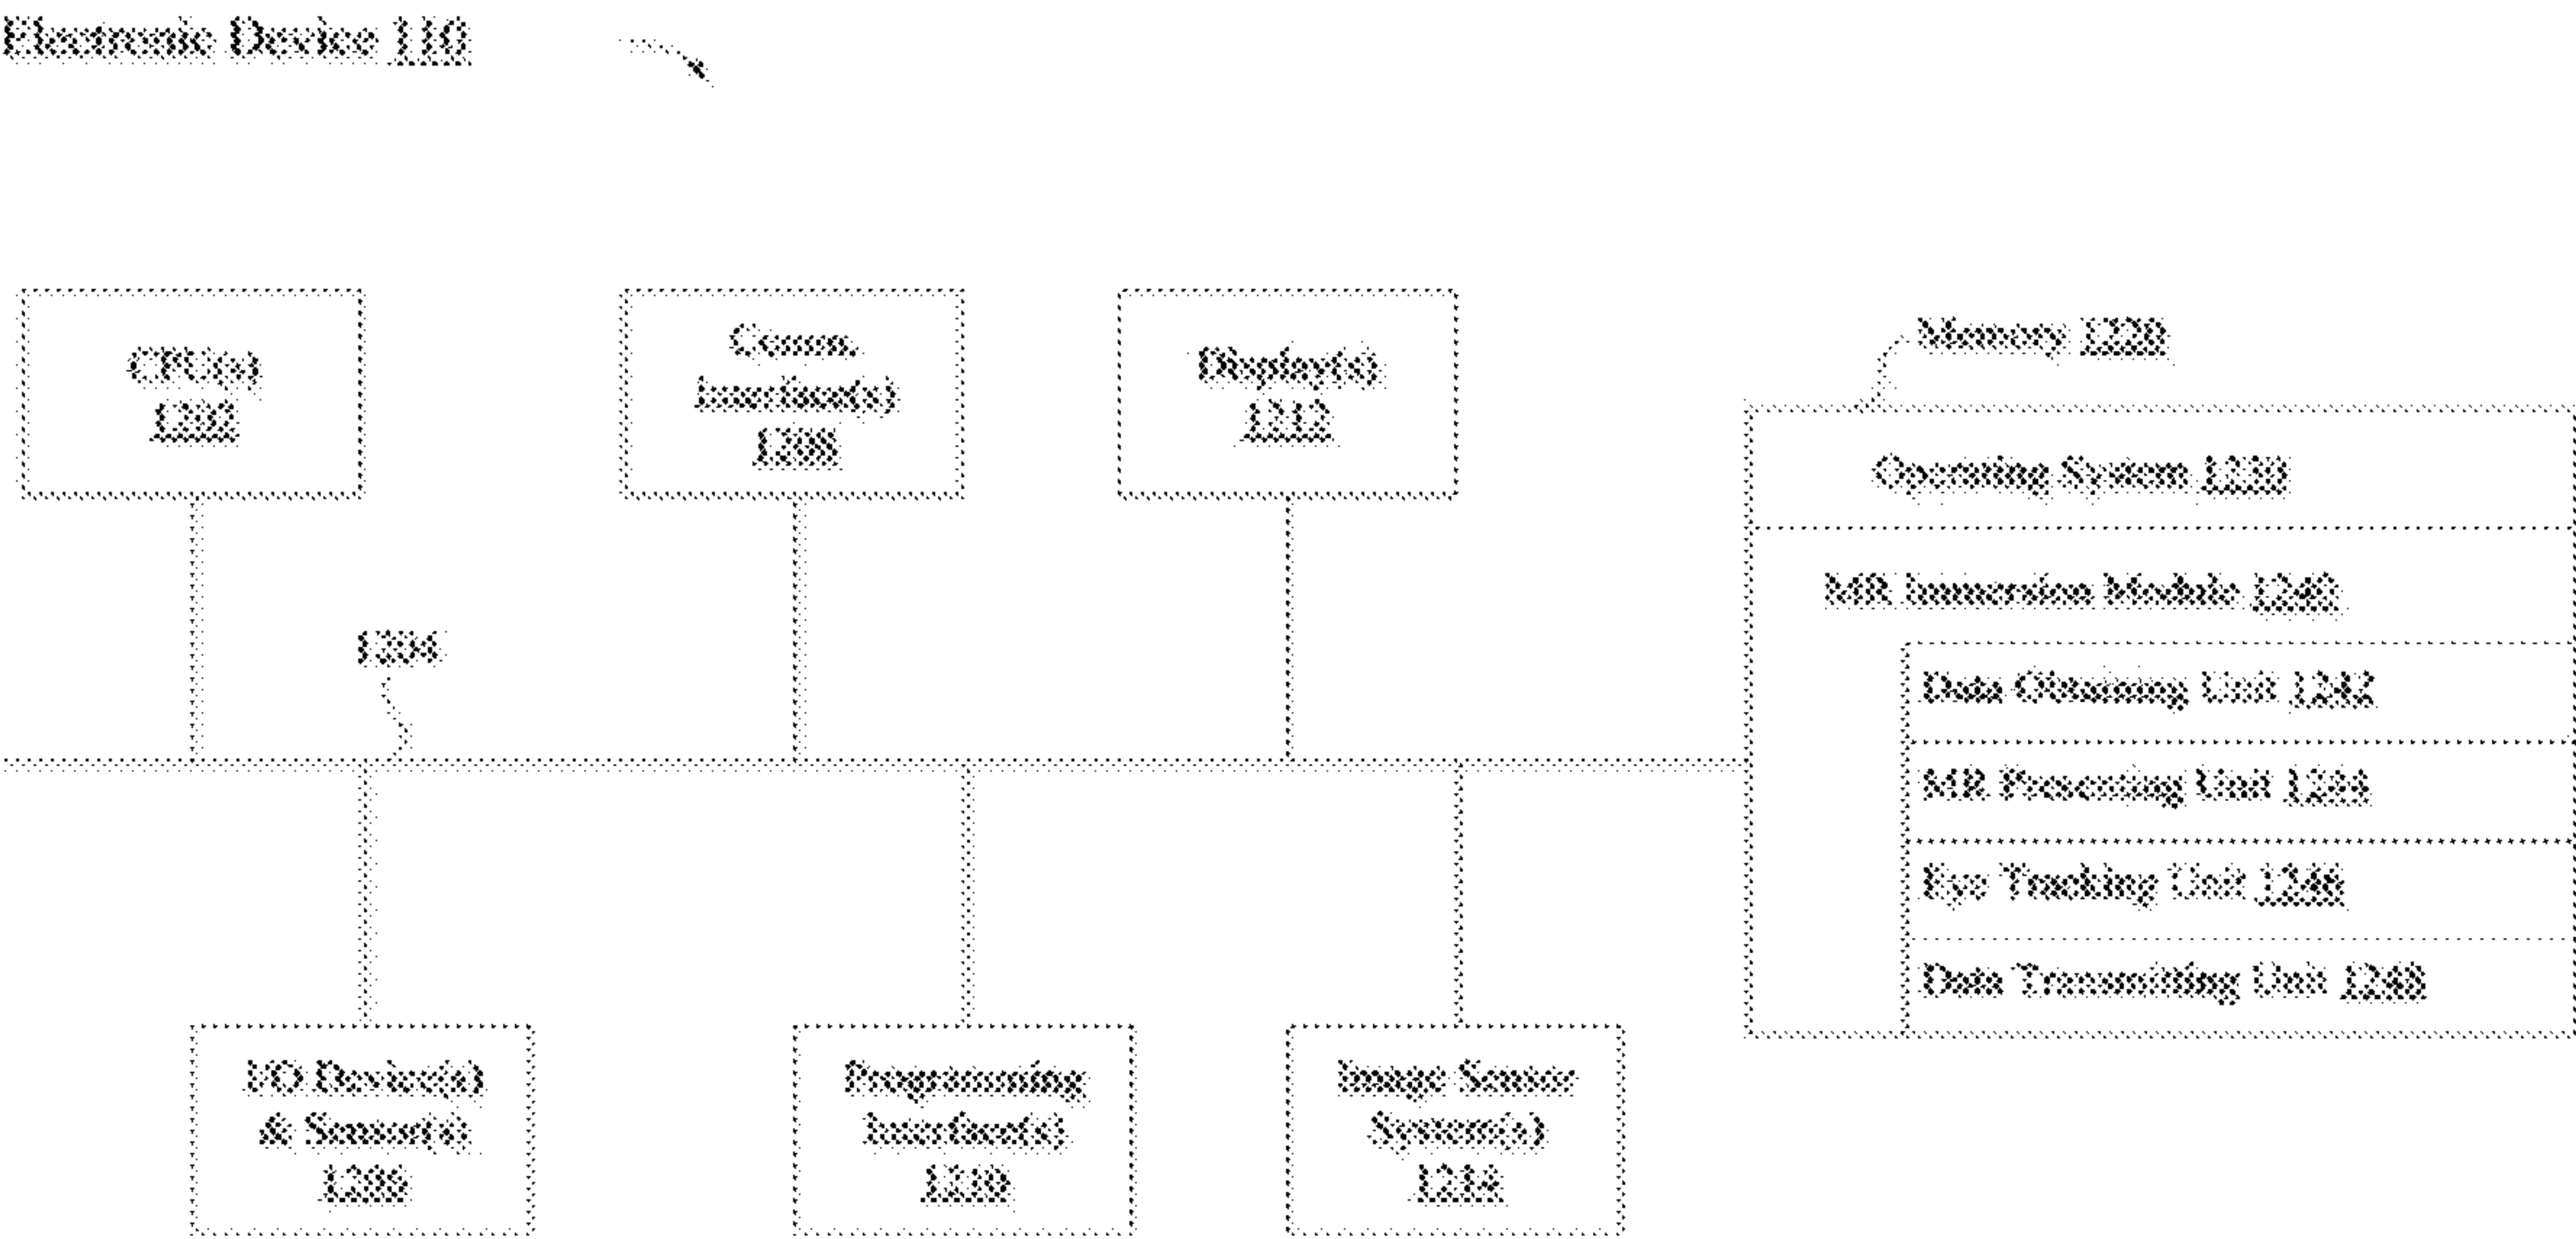 Electronic Device 110
CPU(s)
1202
Comm.
Interface(s)
1208
Display(s)
1212
Memory 1220
Operating System 1230
MR Immersion Module 1240
1204
Data Obtaining Unit 1242
MR Processing Unit 1244
Eye Tracking Unit 1246
Data Transmitting Unit 1248
I/O Device(s)
& Sensor(s)
1206
Programming
Interface(s)
1210
Image Sensor
System(s)
1214